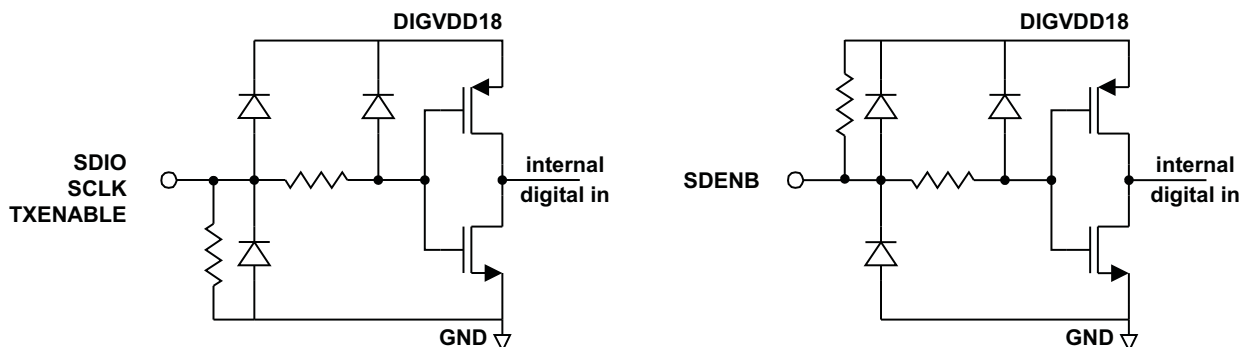 DIGVDD18
SDIO
SCLK
TXENABLE
internal
digital in
GND
DIGVDD18
SDENB
internal
digital in
GND